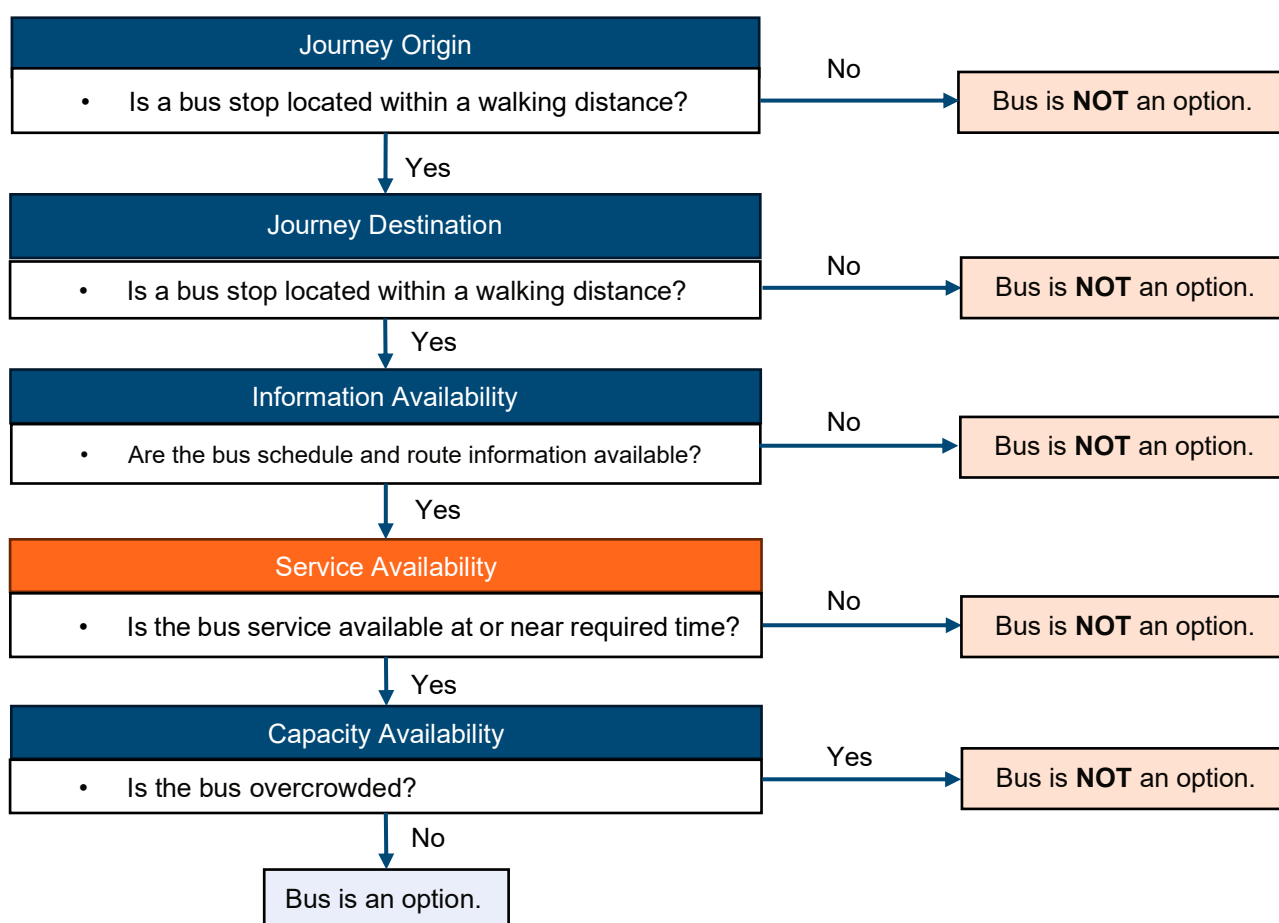 Journey Origin
• Is a bus stop located within a walking distance?
No
Bus is NOT an option.
Yes
Journey Destination
• Is a bus stop located within a walking distance?
No
Bus is NOT an option.
Yes
Information Availability
• Are the bus schedule and route information available?
No
Bus is NOT an option.
Yes
Service Availability
• Is the bus service available at or near required time?
No
Bus is NOT an option.
Yes
Capacity Availability
• Is the bus overcrowded?
Yes
Bus is NOT an option.
No
Bus is an option.